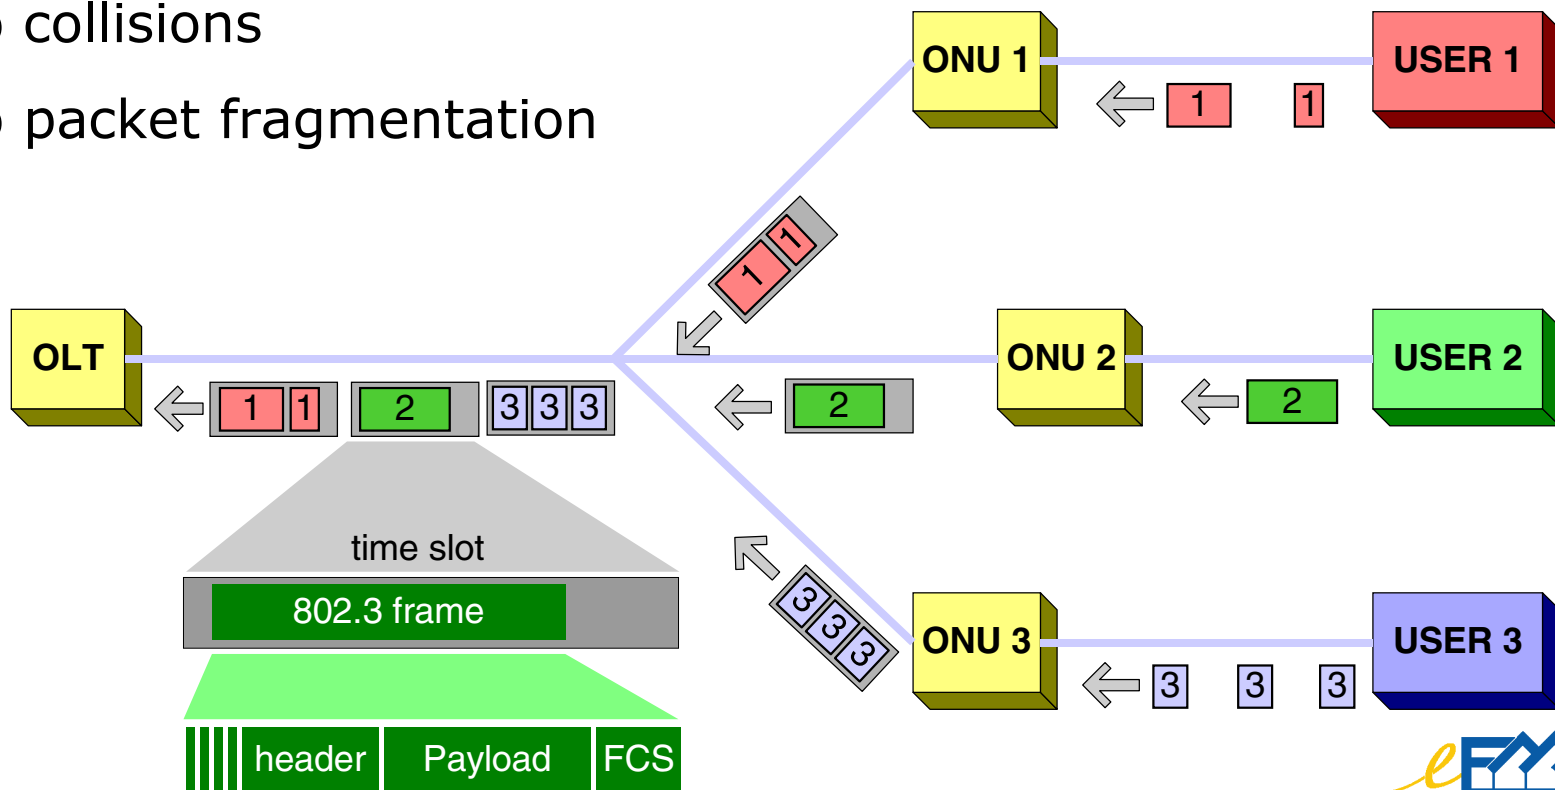 collisions
packet fragmentation
ONU 1
USER 1
1
1
1
1
OLT
ONU 2
USER 2
1
1
2
3
3
3
2
2
time slot
802.3 frame
3
3
3
ONU 3
USER 3
3
3
3
header
Payload
FCS
eFM